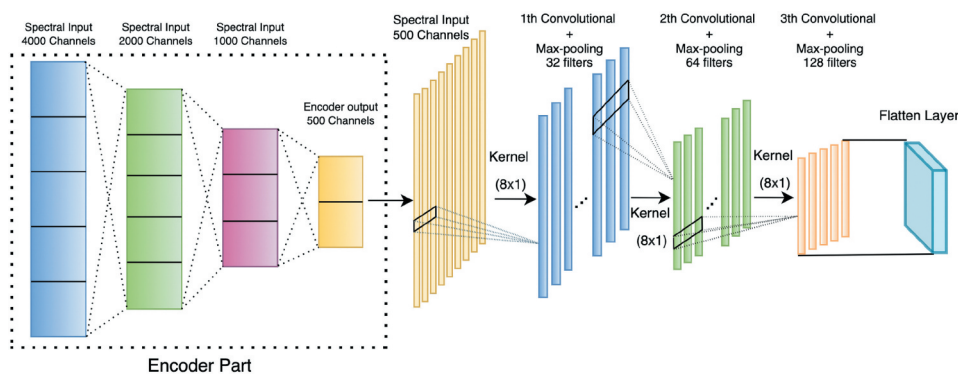 Spectral Input
4000 Channels
Spectral Input
2000 Channels
Spectral Input
1000 Channels
Encoder output
500 Channels
Encoder Part
Spectral Input
500 Channels
Kernel
(8x1)
1th Convolutional
+
Max-pooling
32 filters
Kernel
(8x1)
2th Convolutional
+
Max-pooling
64 filters
Kernel
(8x1)
3th Convolutional
+
Max-pooling
128 filters
Flatten Layer